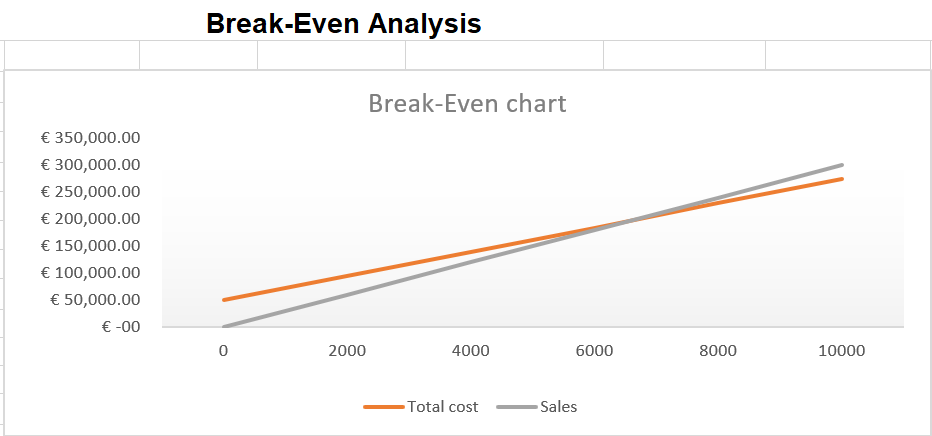 Break-Even Analysis
Break-Even chart
€ 350,000.00
€ 300,000.00
€ 250,000.00
€ 200,000.00
€ 150,000.00
€ 100,000.00
€ 50,000.00
€ -00
0 2000 4000 6000 8000 10000
Total cost Sales